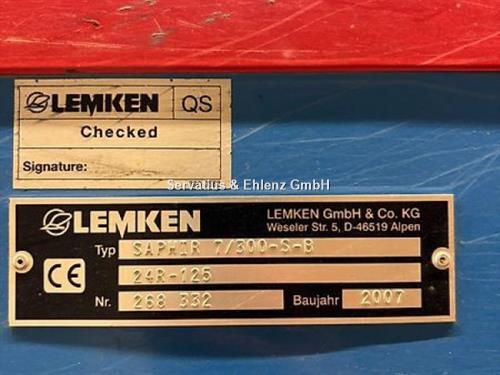 LEMKEN QS
Checked
Signature:
Servatius & Ehlenz GmbH
LEMKEN LEMKEN GmbH & Co. KG
Weseler Str. 5, D-46519 Alpen
Typ SAPHIR 7/300-S-B
CE 24R-125
Nr. 268 332 Baujahr 2007